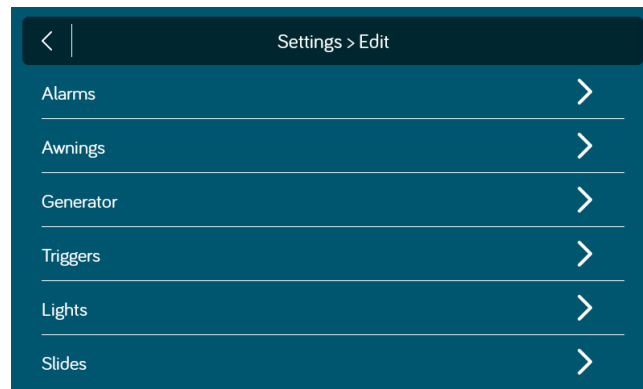 Settings > Edit
Alarms
Awnings
Generator
Triggers
Lights
Slides